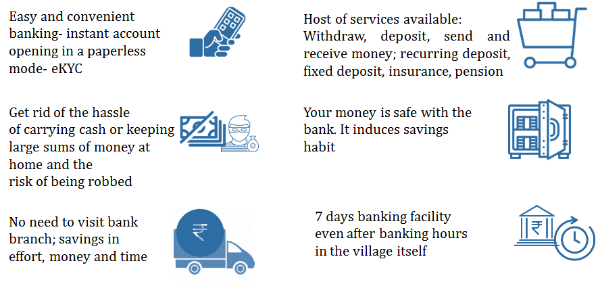 Easy and convenient
banking- instant account
opening in a paperless
mode- eKYC
Host of services available:
Withdraw, deposit, send and
receive money; recurring deposit,
fixed deposit, insurance, pension
Get rid of the hassle
of carrying cash or keeping
large sums of money at
home and the
risk of being robbed
Your money is safe with the
bank. It induces savings
habit
No need to visit bank
branch; savings in
effort, money and time
₹
7 days banking facility
even after banking hours
in the village itself
₹